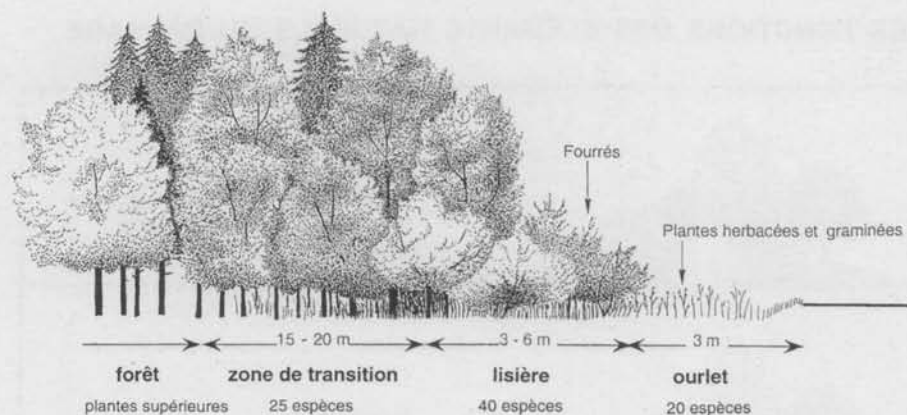 Fourrés
Plantes herbacées et graminées
15 - 20 m
3 - 6 m
3 m
forêt
zone de transition
lisière
ourlet
plantes supérieures
25 espèces
40 espèces
20 espèces